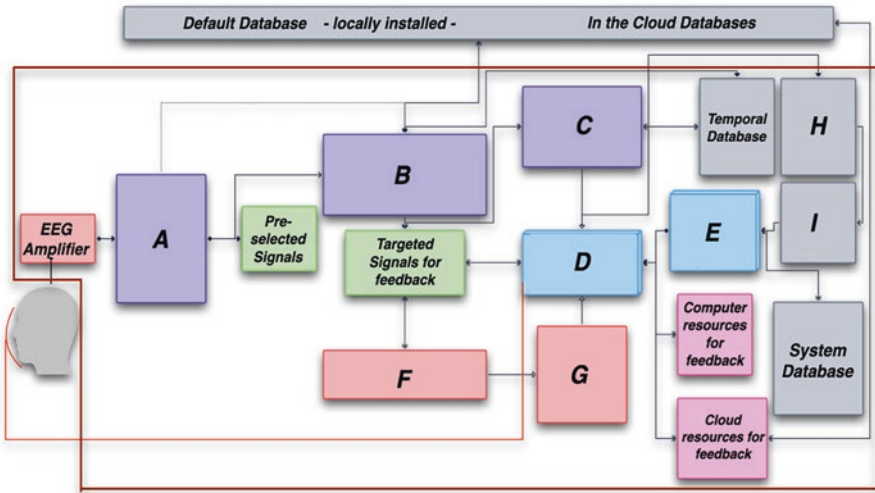 Default Database - locally installed - In the Cloud Databases
C
Temporal
Database
H
B
EEG
Amplifier
A
Pre-
selected
Signals
Targeted
Signals for
feedback
D
E
I
Computer
resources
for
feedback
System
Database
F
G
Cloud
resources for
feedback